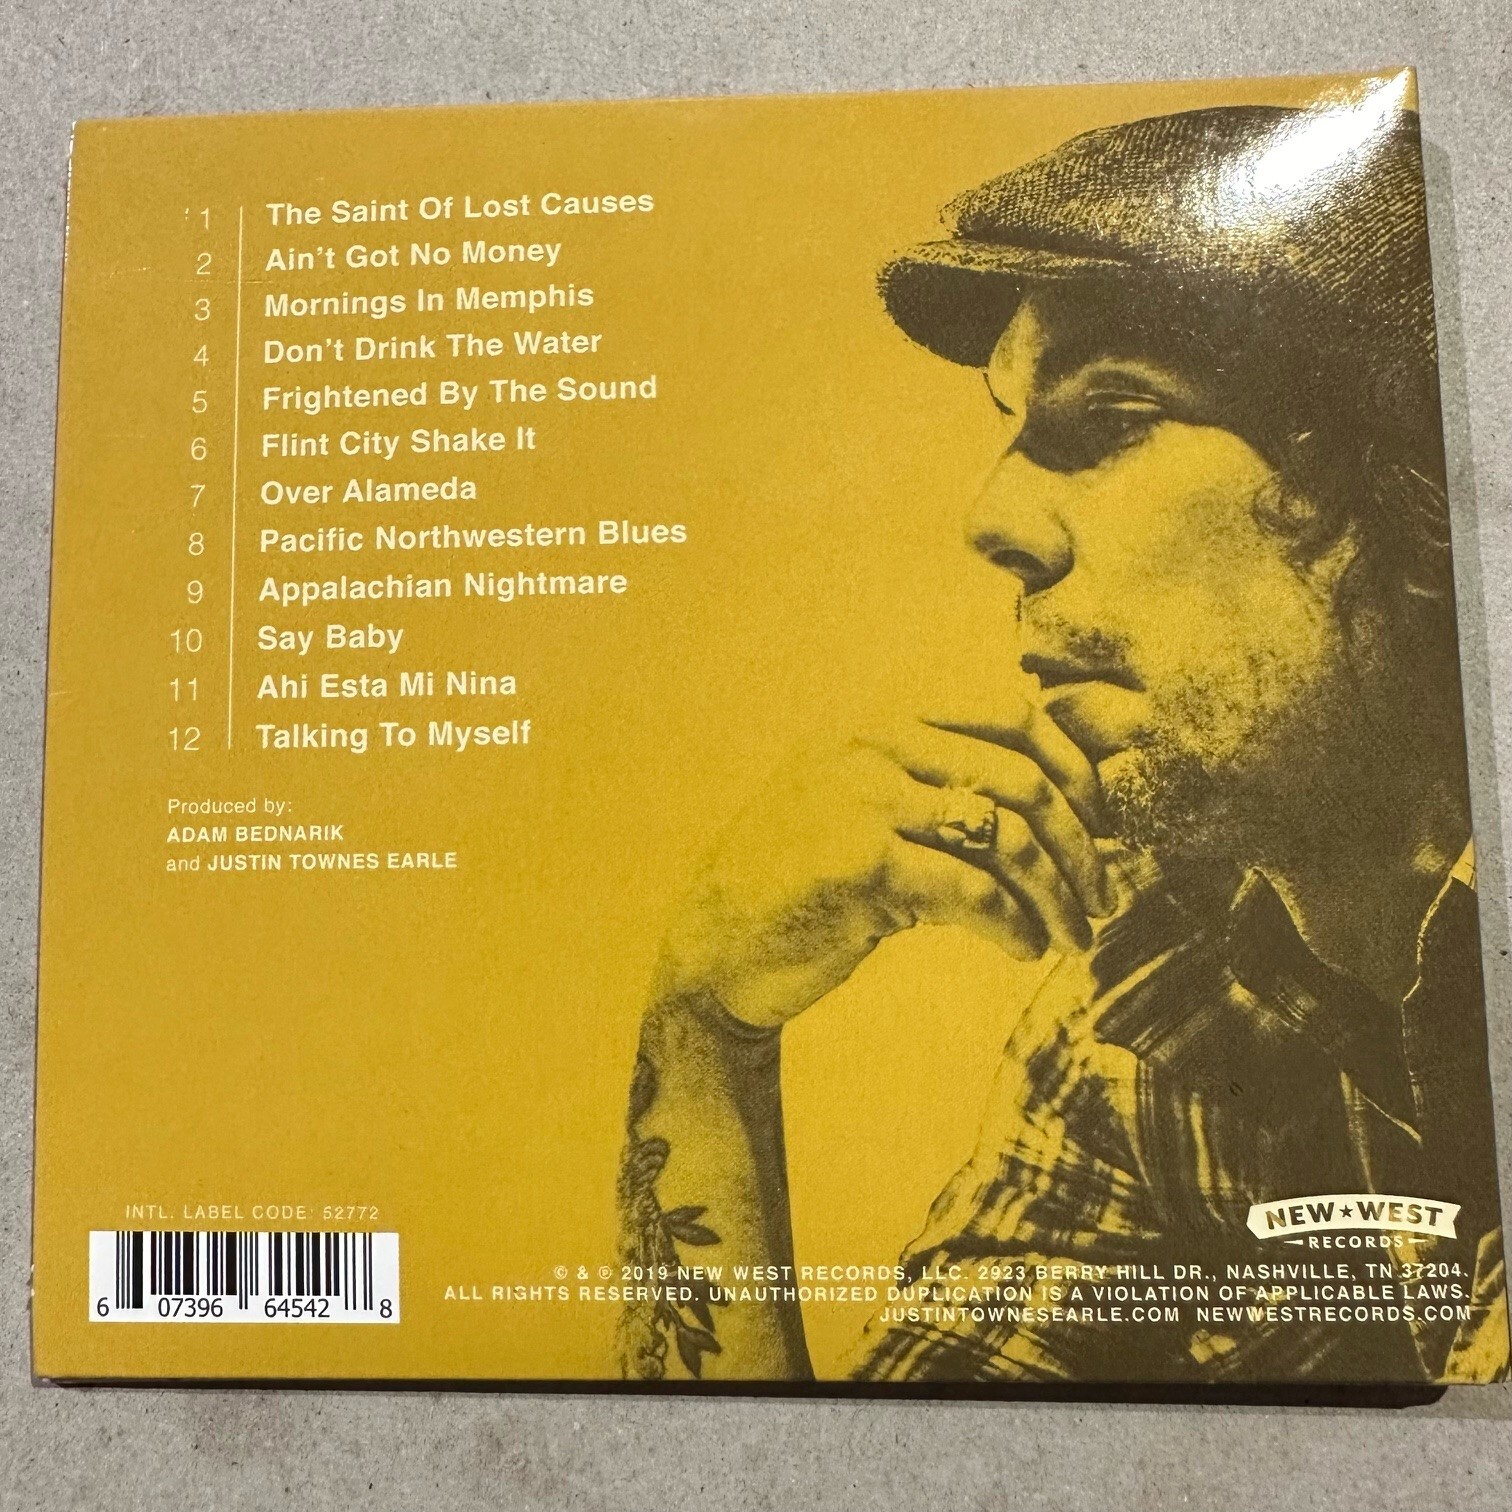 1 The Saint Of Lost Causes
2 Ain't Got No Money
3 Mornings In Memphis
4 Don't Drink The Water
5 Frightened By The Sound
6 Flint City Shake It
7 Over Alameda
8 Pacific Northwestern Blues
9 Appalachian Nightmare
10 Say Baby
11 Ahi Esta Mi Nina
12 Talking To Myself
Produced by:
ADAM BEDNARIK
and JUSTIN TOWNES EARLE
INTL. LABEL CODE: 52772
6 07396 64542 8
NEW★WEST
RECORDS
© & ℗ 2019 NEW WEST RECORDS, LLC. 2923 BERRY HILL DR., NASHVILLE, TN 37204.
ALL RIGHTS RESERVED. UNAUTHORIZED DUPLICATION IS A VIOLATION OF APPLICABLE LAWS.
JUSTINTOWNESEARLE.COM NEWWESTRECORDS.COM